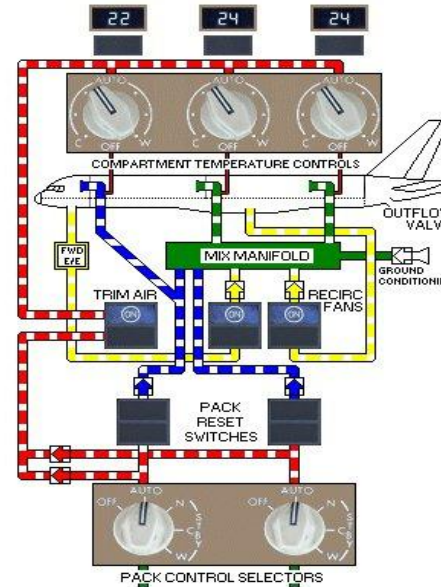 22 24 24
AUTO AUTO AUTO
C OFF W C OFF W C OFF W
COMPARTMENT TEMPERATURE CONTROLS
OUTFLOW
VALV
FWD
E/E
MIX MANIFOLD
GROUND
CONDITIONI
TRIM AIR
RECIRC
FANS
ON ON ON
PACK
RESET
SWITCHES
AUTO AUTO
OFF N OFF N
C STBY C STBY
W W
PACK CONTROL SELECTORS